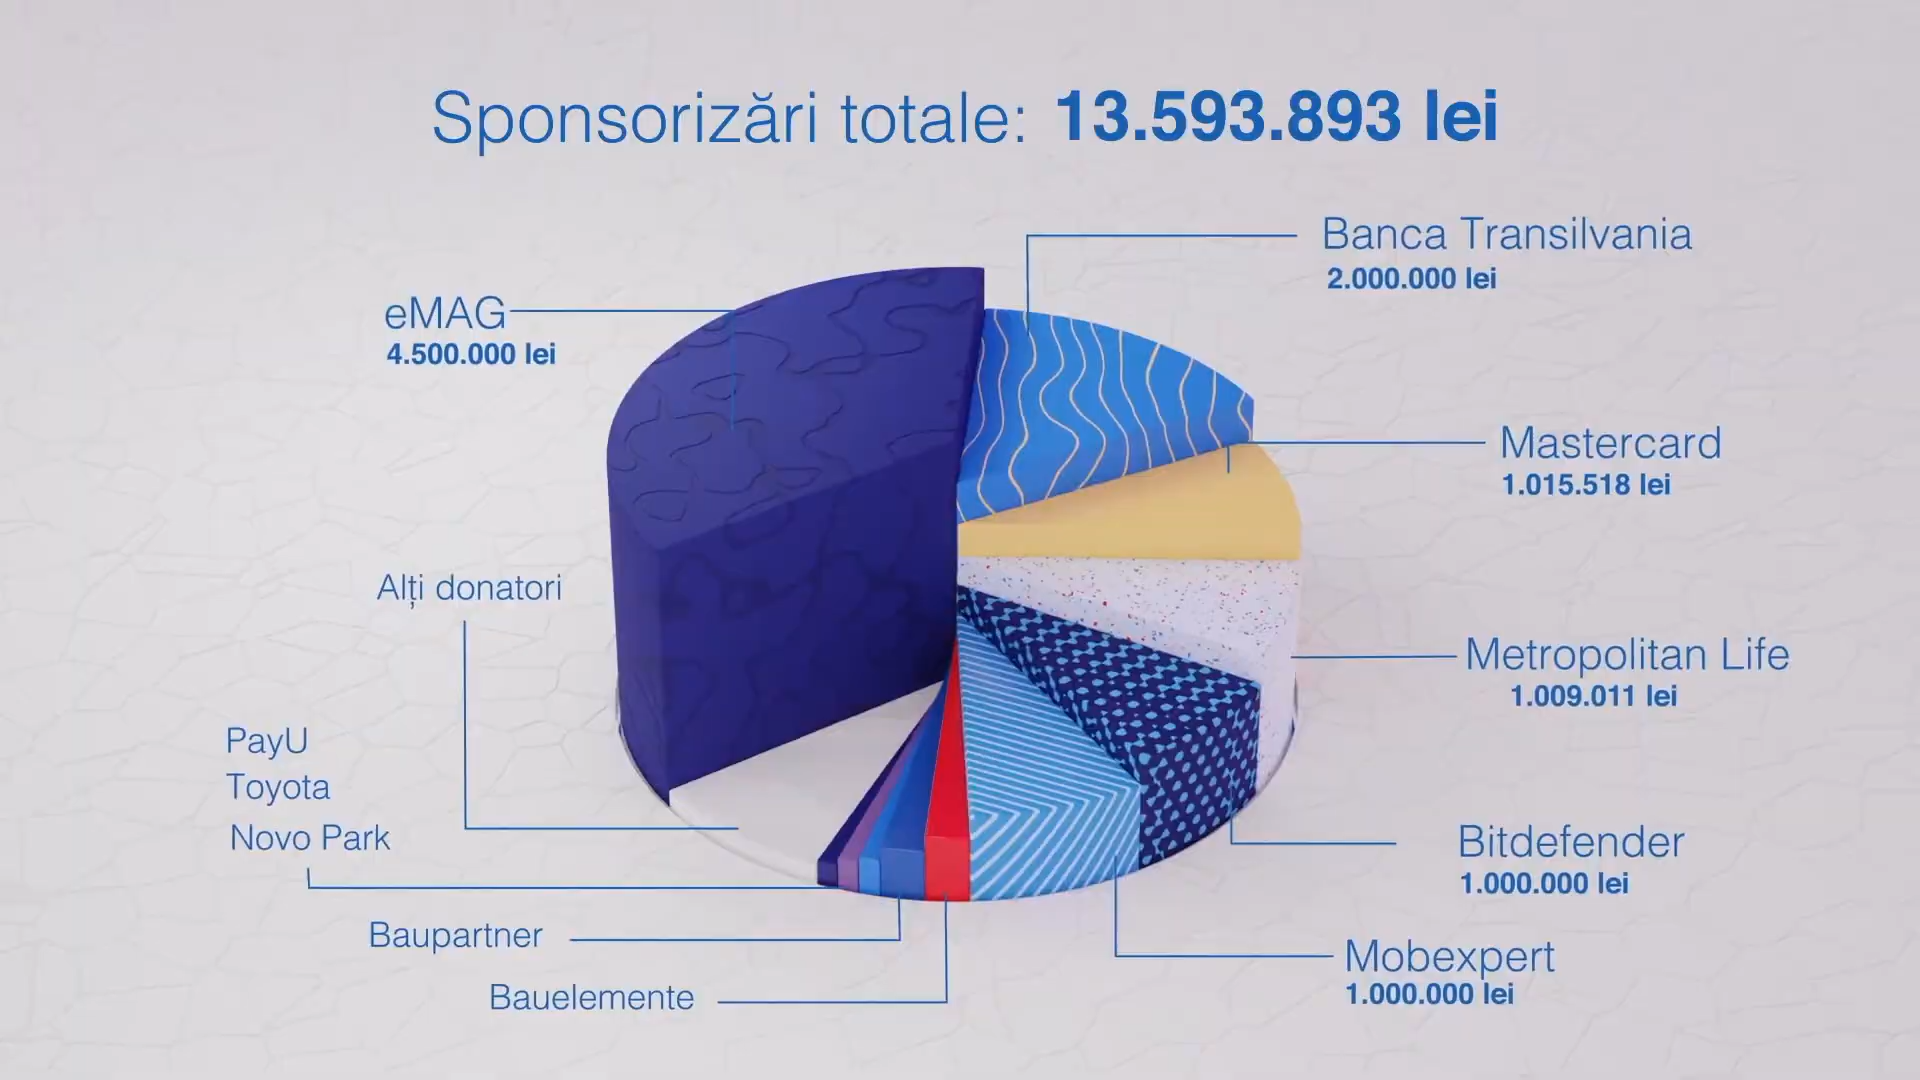 Sponsorizări totale: 13.593.893 lei
Banca Transilvania
2.000.000 lei
eMAG
4.500.000 lei
Mastercard
1.015.518 lei
Alți donatori
Metropolitan Life
1.009.011 lei
PayU
Toyota
Novo Park
Bitdefender
1.000.000 lei
Baupartner
Mobexpert
1.000.000 lei
Bauelemente